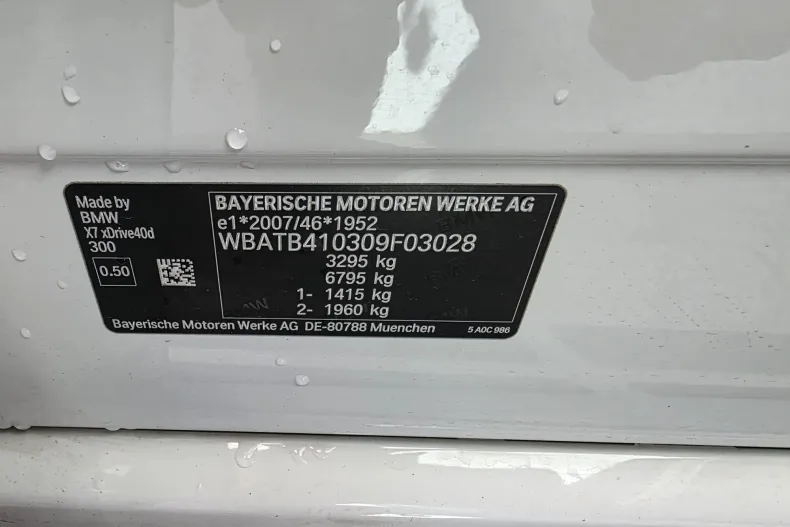 Made by
BMW
X7 xDrive40d
300
0.50
BAYERISCHE MOTOREN WERKE AG
e1*2007/46*1952
WBATB410309F03028
3295 kg
6795 kg
1- 1415 kg
2- 1960 kg
Bayerische Motoren Werke AG DE-80788 Muenchen
5 A0C 986